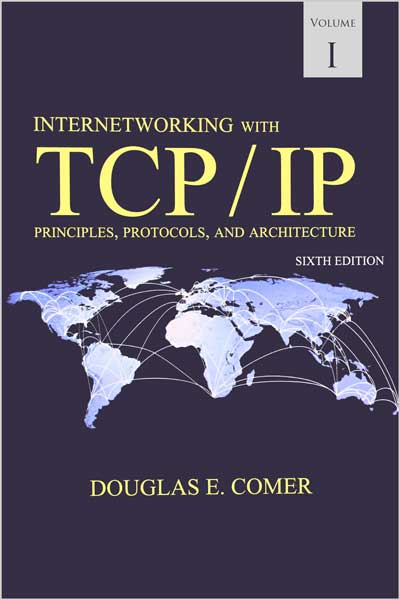 VOLUME
I
INTERNETWORKING WITH
TCP / IP
PRINCIPLES, PROTOCOLS, AND ARCHITECTURE
SIXTH EDITION
DOUGLAS E. COMER